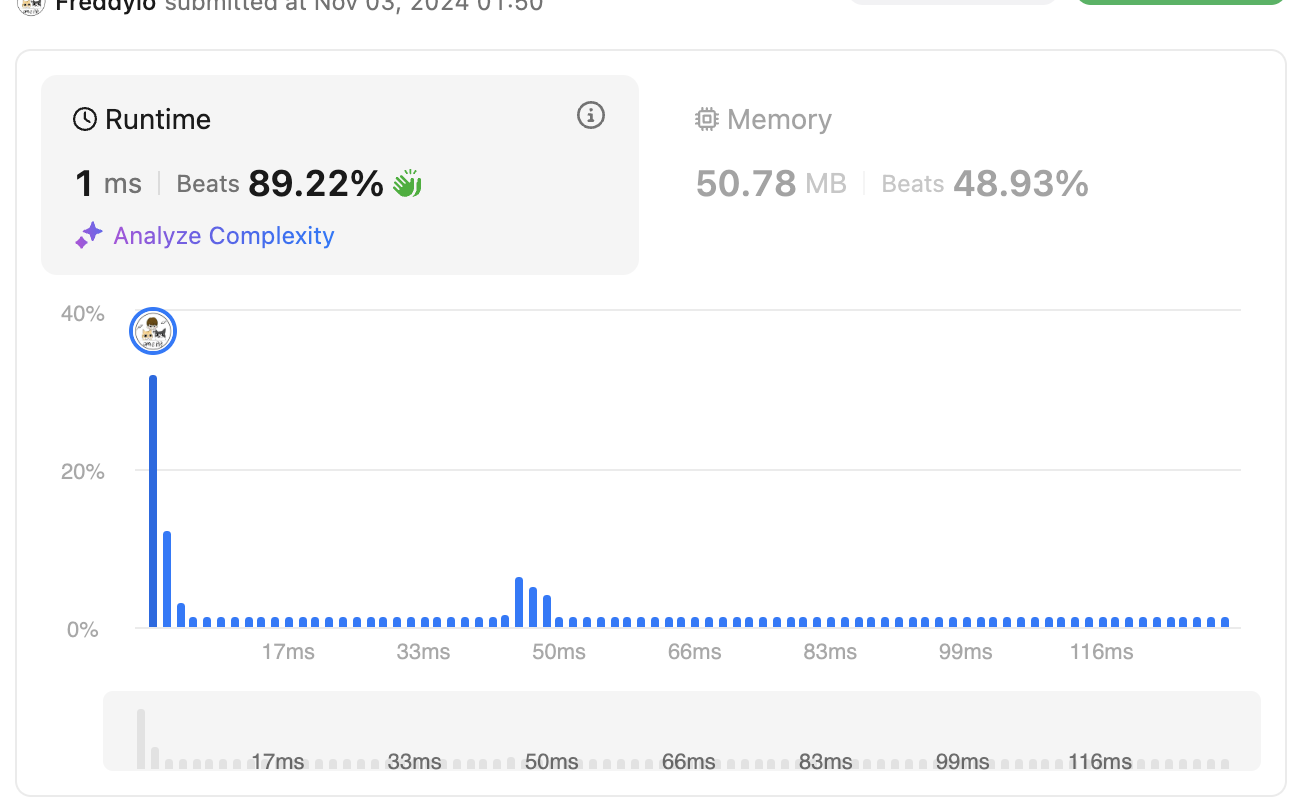 Freddylo submitted at Nov 03, 2024 01:50
Runtime
Memory
1 ms
Beats 89.22%
50.78 MB
Beats 48.93%
Analyze Complexity
40%
20%
0%
17ms 33ms 50ms 66ms 83ms 99ms 116ms
17ms 33ms 50ms 66ms 83ms 99ms 116ms